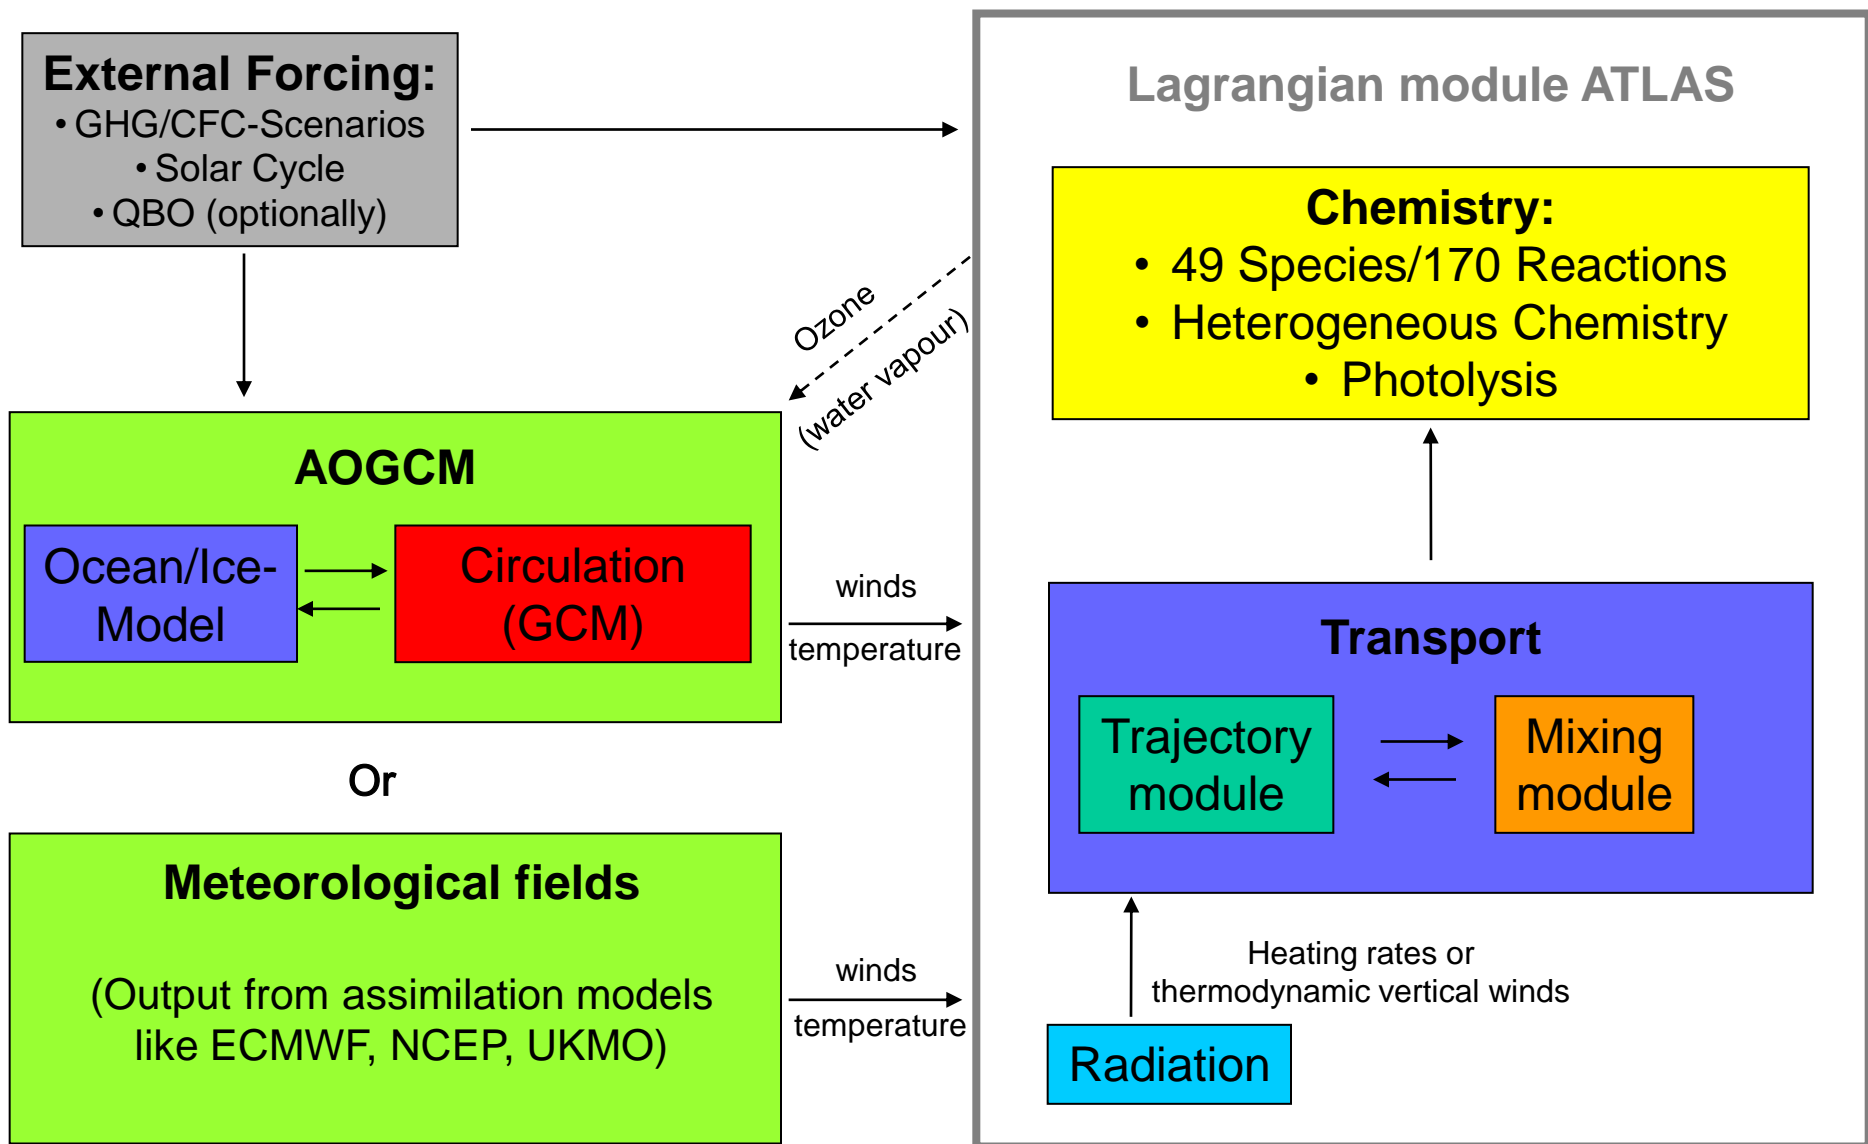 External Forcing:
• GHG/CFC-Scenarios
• Solar Cycle
• QBO (optionally)
Lagrangian module ATLAS
Chemistry:
• 49 Species/170 Reactions
• Heterogeneous Chemistry
• Photolysis
Ozone
(water vapour)
AOGCM
Ocean/Ice-
Model
Circulation
(GCM)
winds
temperature
Transport
Trajectory
module
Mixing
module
Or
Meteorological fields
(Output from assimilation models
like ECMWF, NCEP, UKMO)
winds
temperature
Heating rates or
thermodynamic vertical winds
Radiation